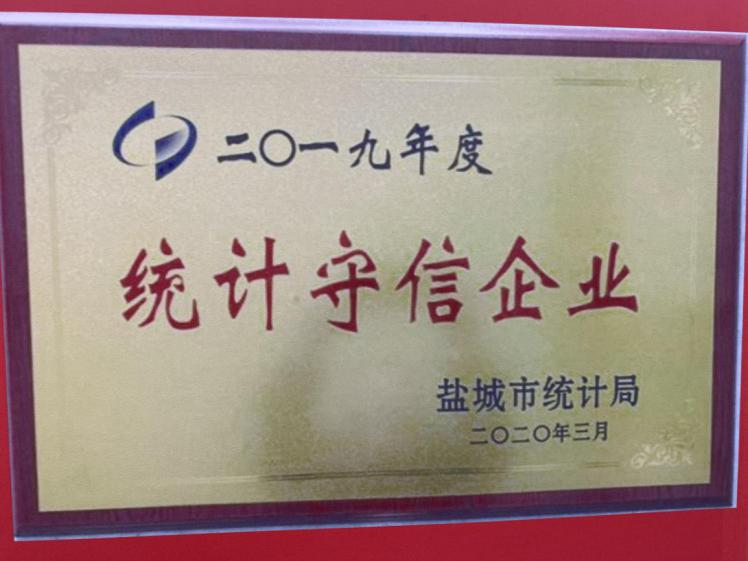 二〇一九年度
统计守信企业
盐城市统计局
二〇二〇年三月